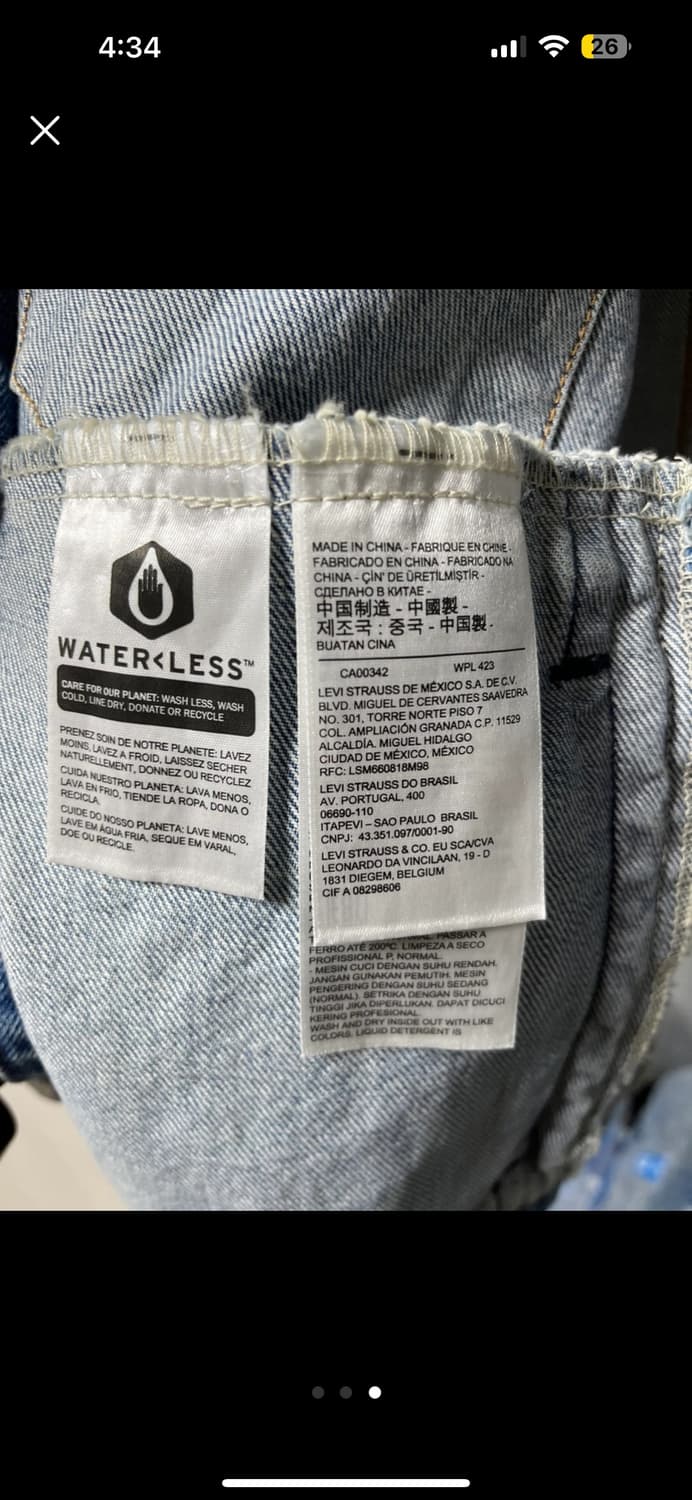 4:34
26
WATER<LESS™
CARE FOR OUR PLANET: WASH LESS, WASH
COLD, LINE DRY, DONATE OR RECYCLE
PRENEZ SOIN DE NOTRE PLANETE: LAVEZ
MOINS, LAVEZ A FROID, LAISSEZ SECHER
NATURELLEMENT, DONNEZ OU RECYCLEZ
CUIDA NUESTRO PLANETA: LAVA MENOS,
LAVA EN FRIO, TIENDE LA ROPA, DONA O
RECICLA.
CUIDE DO NOSSO PLANETA: LAVE MENOS,
LAVE EM AGUA FRIA, SEQUE EM VARAL,
DOE OU RECICLE.
MADE IN CHINA - FABRIQUE EN CHINE -
FABRICADO EN CHINA - FABRICADO NA
CHINA - ÇİN' DE ÜRETİLMİŞTİR -
СДЕЛАНО В КИТАЕ -
中国制造 - 中國製 -
제조국 : 중국 - 中国製 -
BUATAN CINA
CA00342 WPL 423
LEVI STRAUSS DE MÉXICO S.A. DE C.V.
BLVD. MIGUEL DE CERVANTES SAAVEDRA
NO. 301, TORRE NORTE PISO 7
COL. AMPLIACIÓN GRANADA C.P. 11529
ALCALDÍA. MIGUEL HIDALGO
CIUDAD DE MÉXICO, MÉXICO
RFC: LSM660818M98
LEVI STRAUSS DO BRASIL
AV. PORTUGAL, 400
06690-110
ITAPEVI – SAO PAULO BRASIL
CNPJ: 43.351.097/0001-90
LEVI STRAUSS & CO. EU SCA/CVA
LEONARDO DA VINCILAAN, 19 - D
1831 DIEGEM, BELGIUM
CIF A 08298606
PASSAR A
FERRO ATÉ 200ºC. LIMPEZA A SECO
PROFISSIONAL P, NORMAL.
- MESIN CUCI DENGAN SUHU RENDAH.
JANGAN GUNAKAN PEMUTIH. MESIN
PENGERING DENGAN SUHU SEDANG
(NORMAL). SETRIKA DENGAN SUHU
TINGGI JIKA DIPERLUKAN. DAPAT DICUCI
KERING PROFESIONAL.
WASH AND DRY INSIDE OUT WITH LIKE
COLORS. LIQUID DETERGENT IS